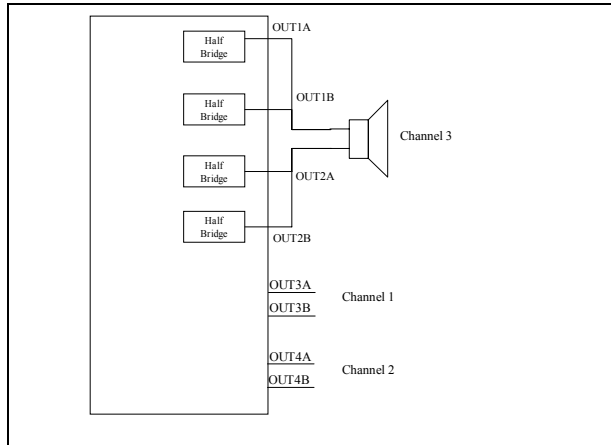 OUT1A
Half
Bridge
OUT1B
Half
Bridge
Channel 3
Half
Bridge
OUT2A
Half
Bridge
OUT2B
OUT3A
Channel 1
OUT3B
OUT4A
Channel 2
OUT4B